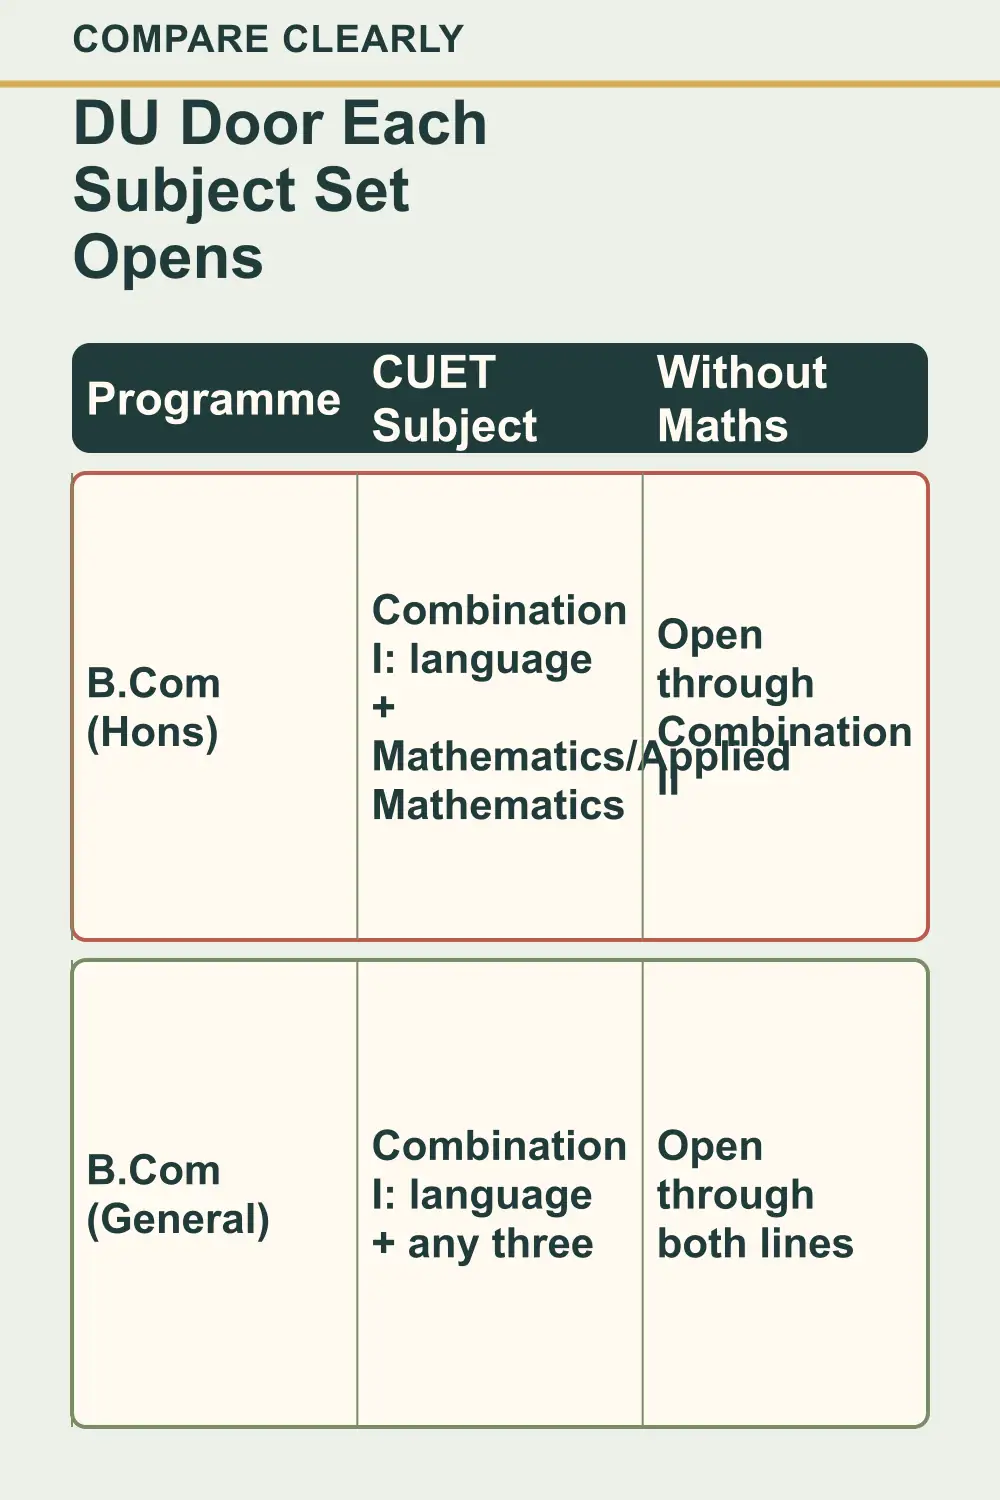 COMPARE CLEARLY
DU Door Each
Subject Set
Opens
Programme
CUET
Subject
Without
Maths
B.Com
(Hons)
Combination
I: language
+
Mathematics/Applied
Mathematics
Open
through
Combination
II
B.Com
(General)
Combination
I: language
+ any three
Open
through
both lines